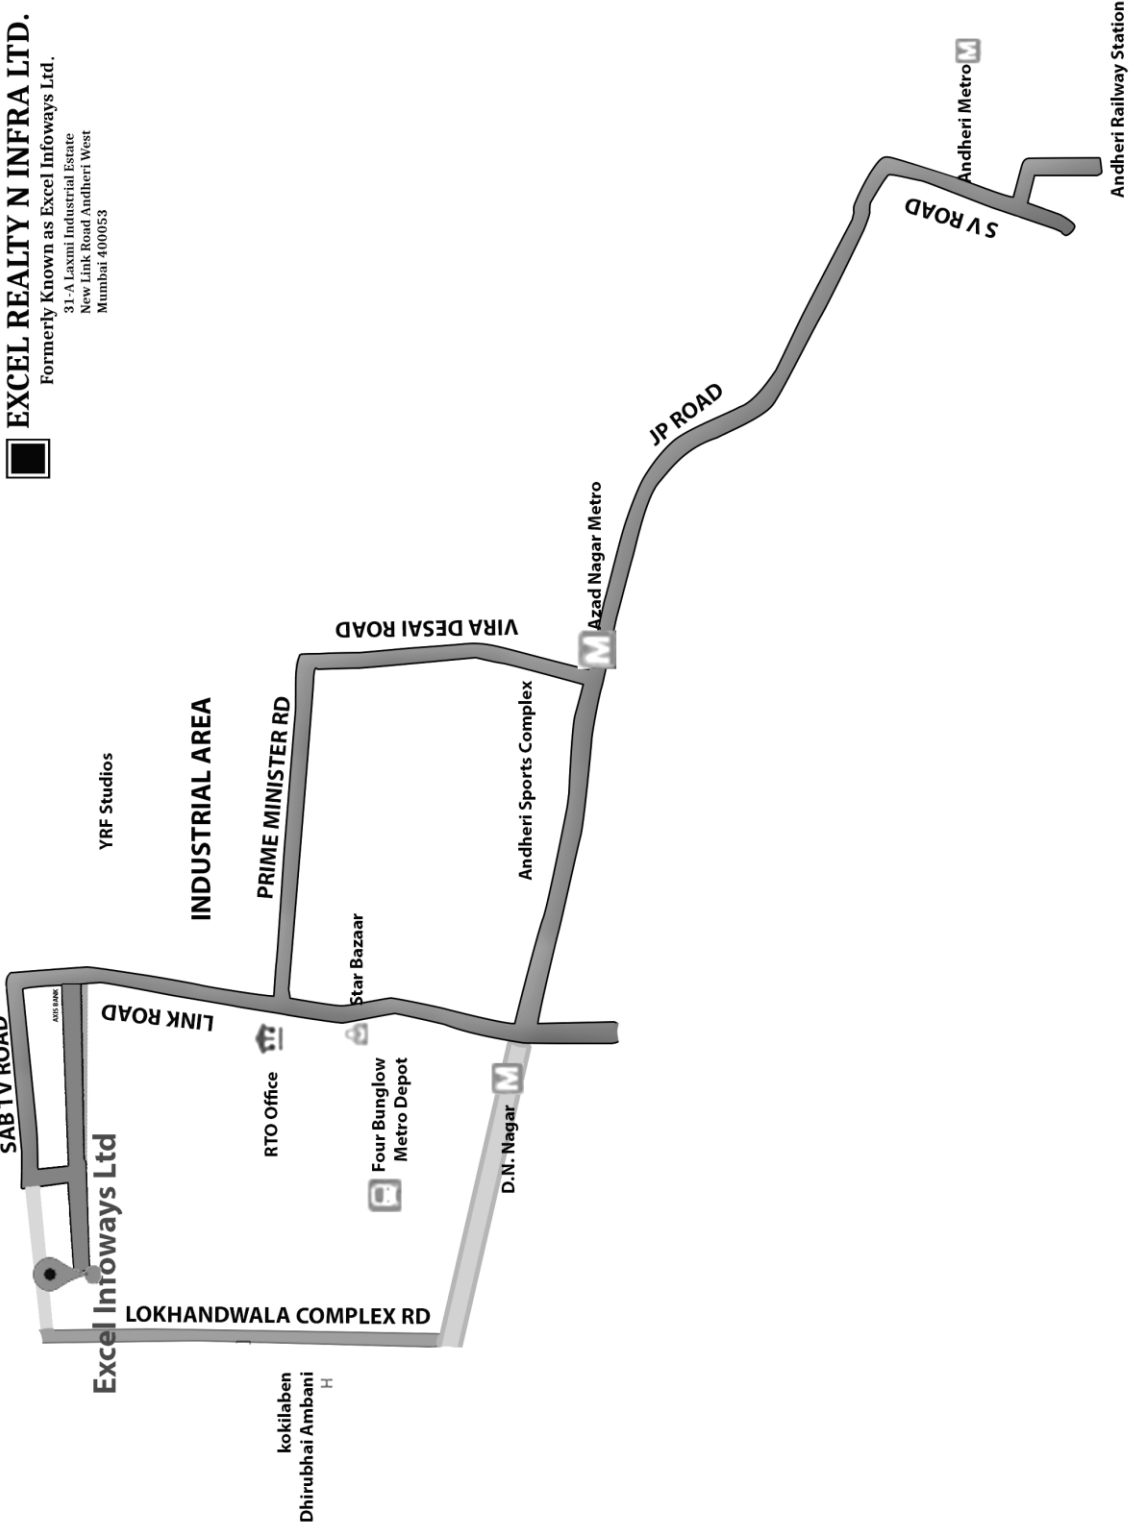 EXCEL REALTY N INFRA LTD.
Formerly Known as Excel Infoways Ltd.
31-A Laxmi Industrial Estate
New Link Road Andheri West
Mumbai 400053
SAB TV ROAD
AXIS BANK
Excel Infoways Ltd
YRF Studios
LINK ROAD
INDUSTRIAL AREA
PRIME MINISTER RD
VIRA DESAI ROAD
LOKHANDWALA COMPLEX RD
RTO Office
Star Bazaar
Four Bunglow
Metro Depot
kokilaben
Dhirubhai Ambani
H
D.N. Nagar
M
Andheri Sports Complex
Azad Nagar Metro
M
JP ROAD
S V ROAD
Andheri Metro
M
Andheri Railway Station